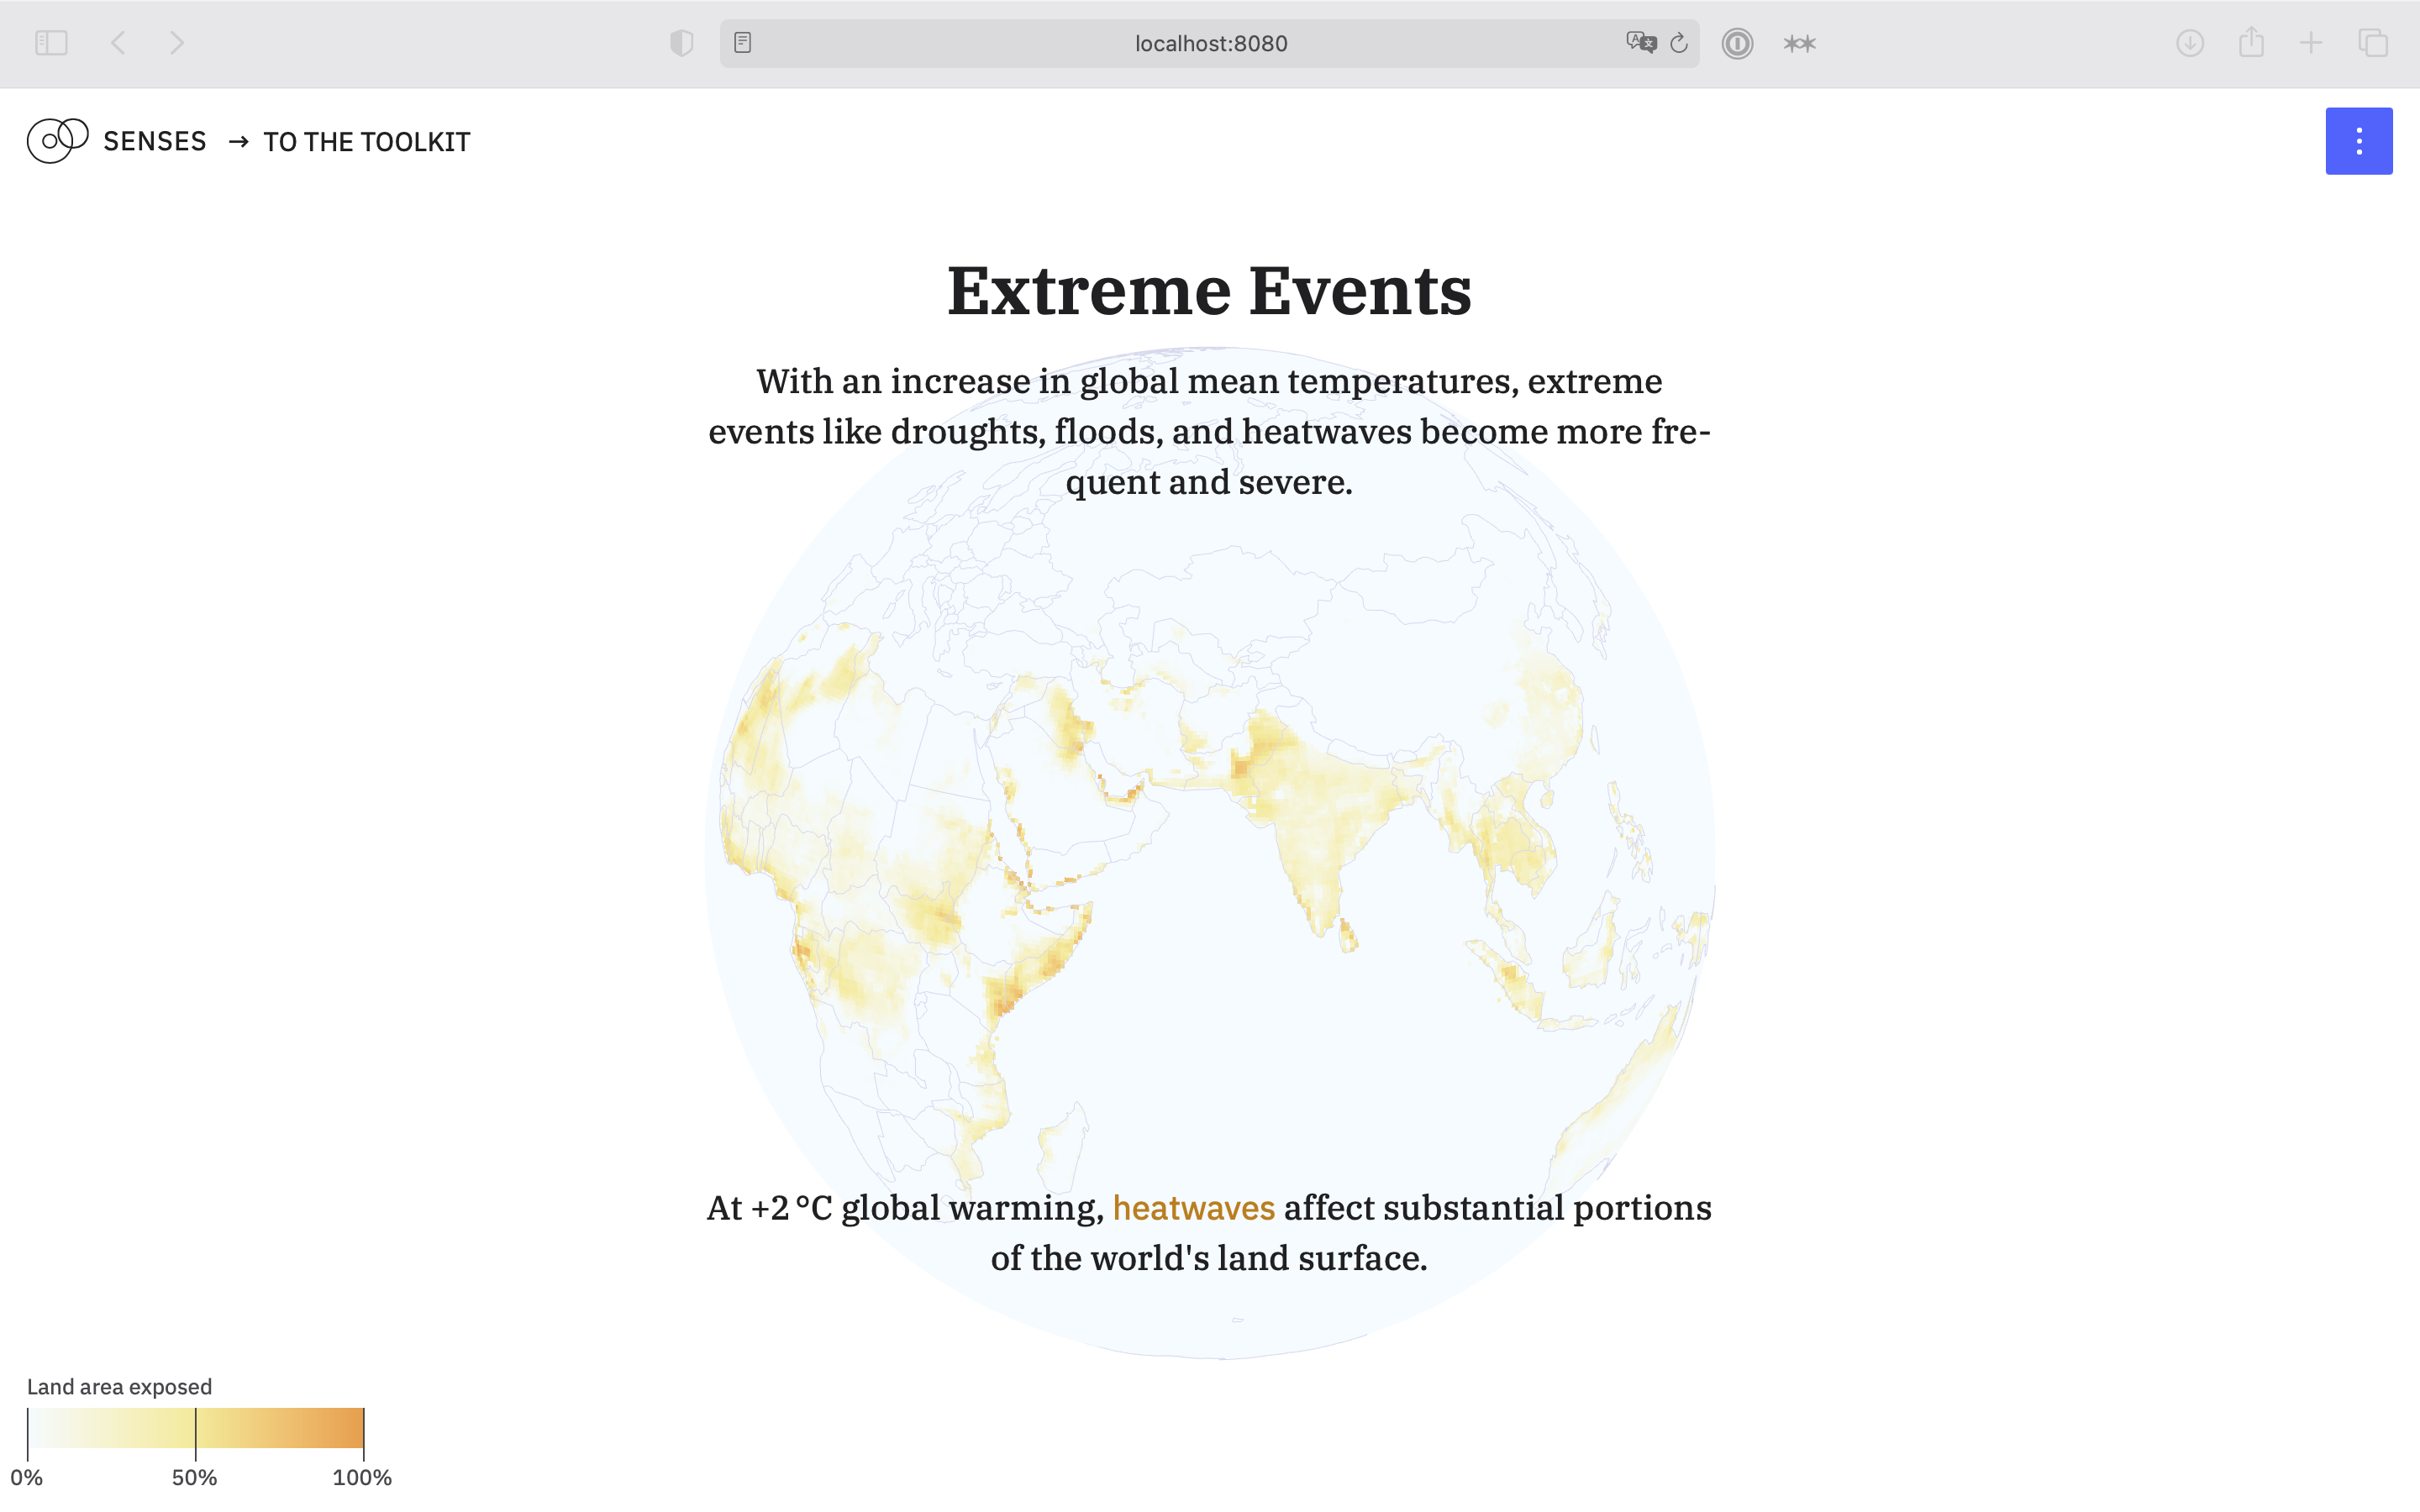 localhost:8080
SENSES → TO THE TOOLKIT
Extreme Events
With an increase in global mean temperatures, extreme
events like droughts, floods, and heatwaves become more fre-
quent and severe.
At +2 °C global warming, heatwaves affect substantial portions
of the world's land surface.
Land area exposed
0% 50% 100%